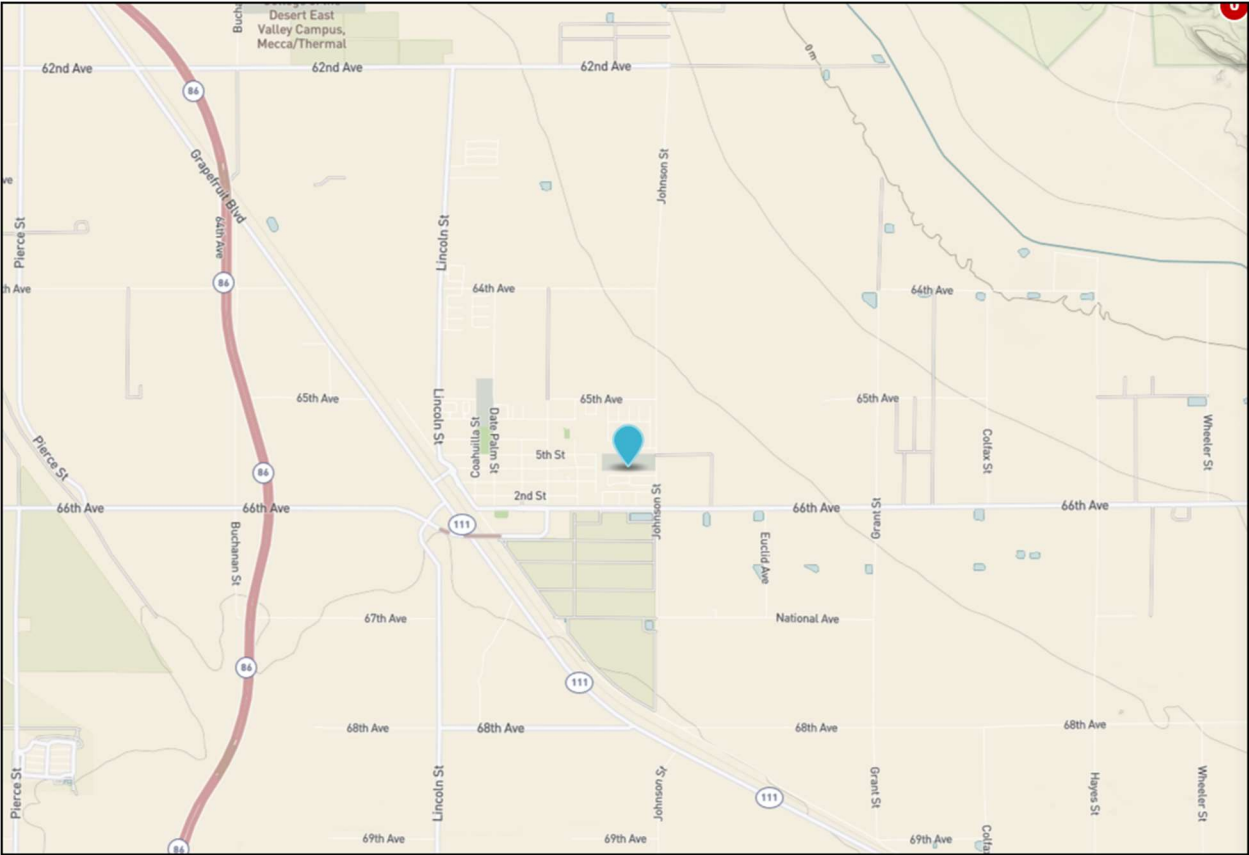 Desert East
Valley Campus,
Mecca/Thermal
62nd Ave
62nd Ave
62nd Ave
86
0 m
Grapefruit Blvd
Johnson St
Pierce St
64th Ave
Lincoln St
86
64th Ave
64th Ave
65th Ave
Lincoln St
Coahuilla St
Date Palm St
65th Ave
65th Ave
Colfax St
Wheeler St
Pierce St
5th St
86
2nd St
66th Ave
66th Ave
111
Johnson St
66th Ave
Grant St
66th Ave
Buchanan St
Euclid Ave
67th Ave
National Ave
86
111
68th Ave
68th Ave
68th Ave
68th Ave
Pierce St
Lincoln St
Johnson St
111
Grant St
Hayes St
Wheeler St
86
69th Ave
69th Ave
69th Ave